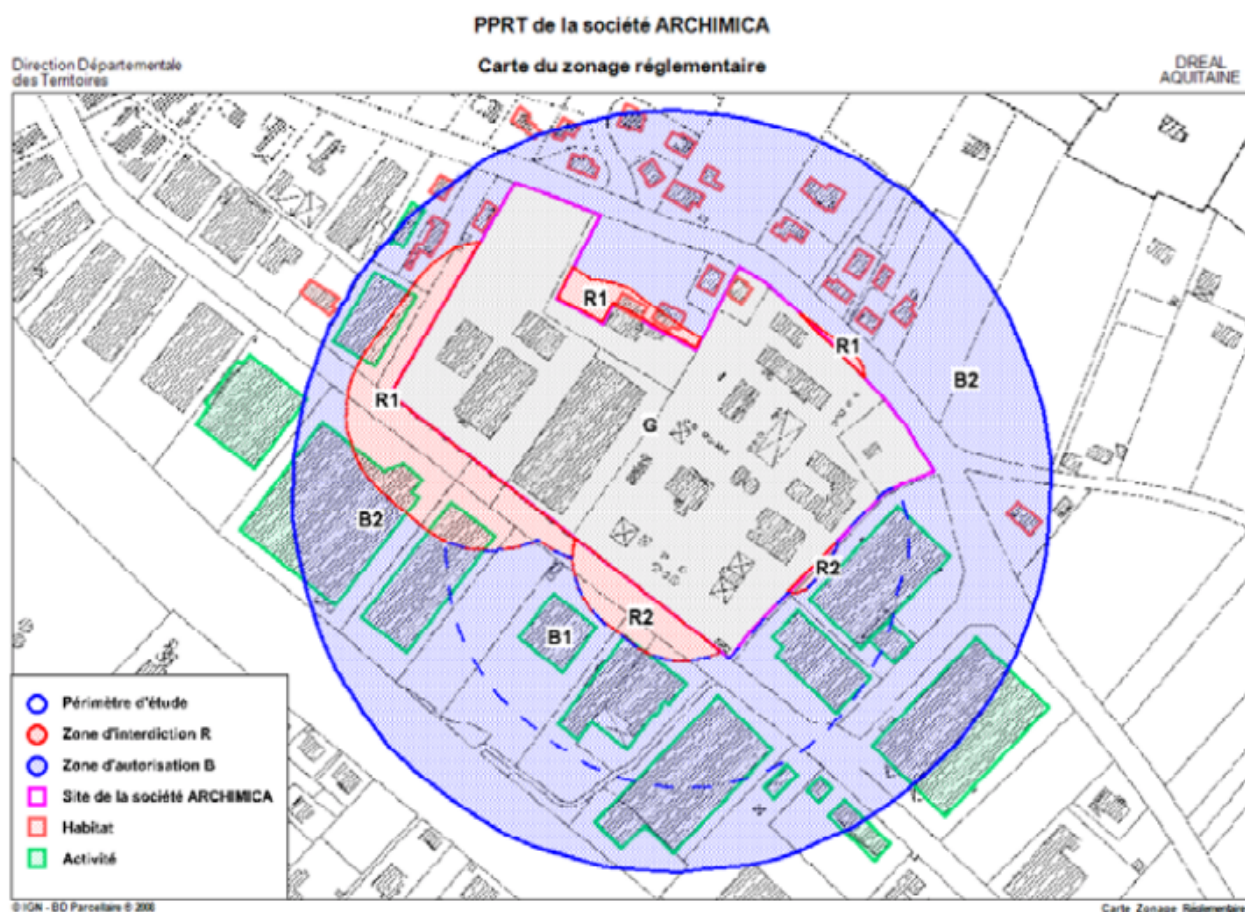 PPRT de la société ARCHIMICA
Direction Départementale
des Territoires
Carte du zonage réglementaire
DREAL
AQUITAINE
R1
R1
B2
R1
G
B2
R2
R2
B1
Périmètre d'étude
Zone d'interdiction R
Zone d'autorisation B
Site de la société ARCHIMICA
Habitat
Activité
© IGN - BD Parcellaire ©
Carte Zonage Réglementaire